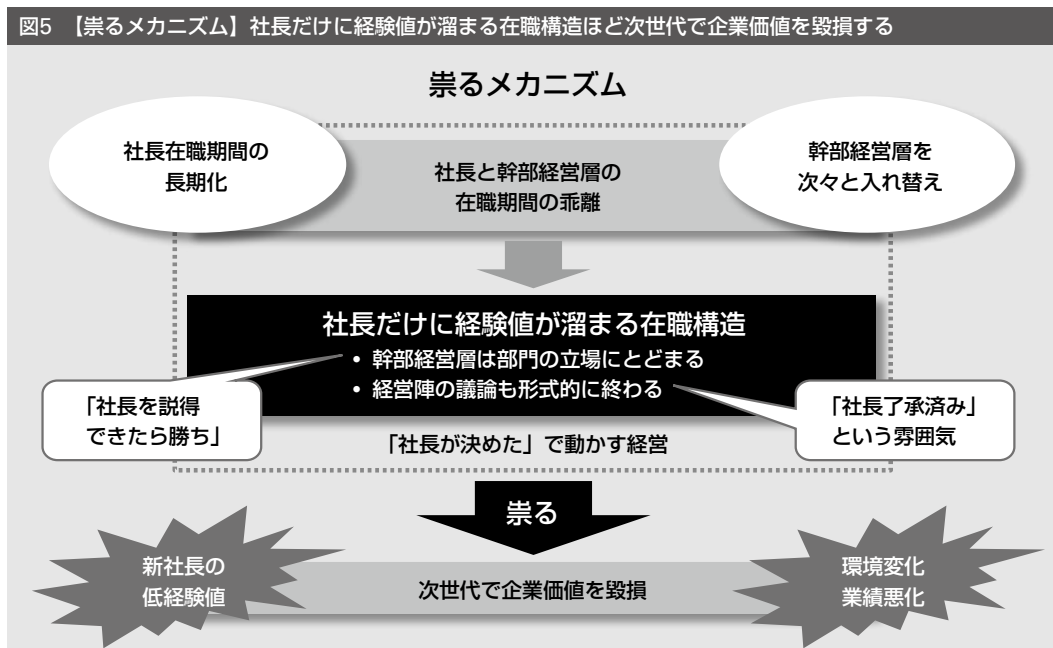 図5 【祟るメカニズム】社長だけに経験値が溜まる在職構造ほど次世代で企業価値を毀損する
祟るメカニズム
社長在職期間の
長期化
社長と幹部経営層の
在職期間の乖離
幹部経営層を
次々と入れ替え
社長だけに経験値が溜まる在職構造
• 幹部経営層は部門の立場にとどまる
• 経営陣の議論も形式的に終わる
「社長を説得
できたら勝ち」
「社長了承済み」
という雰囲気
「社長が決めた」で動かす経営
祟る
新社長の
低経験値
次世代で企業価値を毀損
環境変化
業績悪化